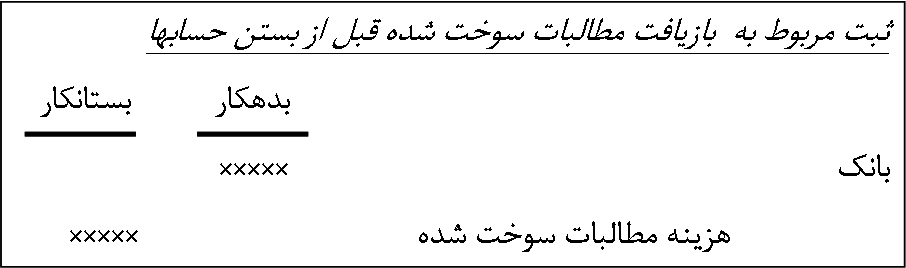 ثبت مربوط به بازیافت مطالبات سوخت شده قبل از بستن حسابها
بدهکار بستانکار
بانک ×××××
هزینه مطالبات سوخت شده ×××××